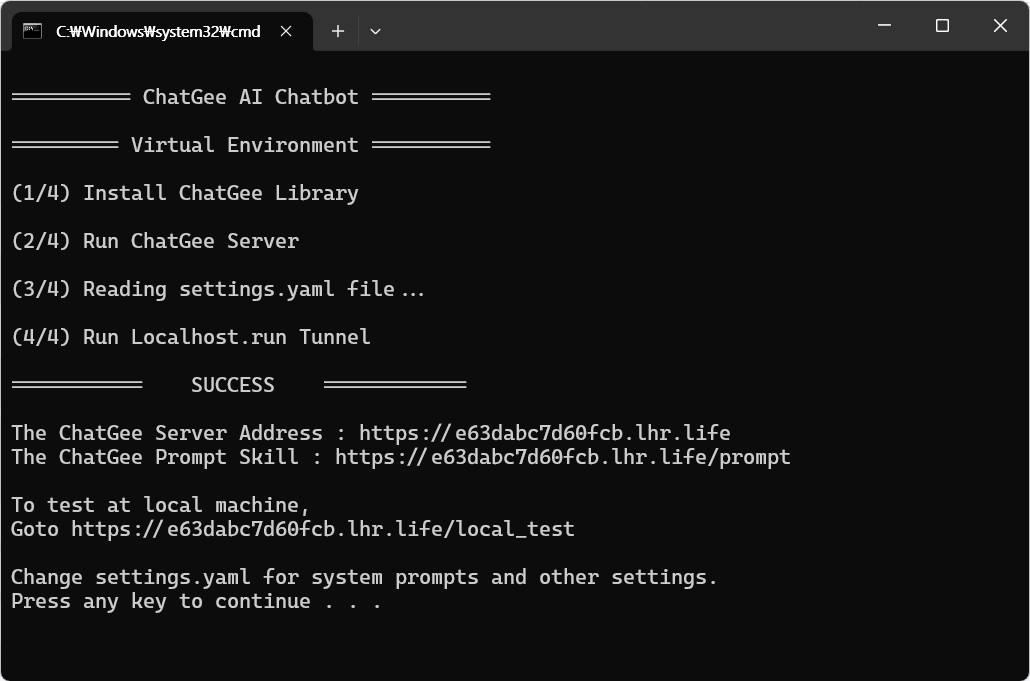 C:₩Windows₩system32₩cmd
═══════════ ChatGee AI Chatbot ═══════════
══════════ Virtual Environment ═══════════
(1/4) Install ChatGee Library
(2/4) Run ChatGee Server
(3/4) Reading settings.yaml file...
(4/4) Run Localhost.run Tunnel
═══════════ SUCCESS ════════════
The ChatGee Server Address : https://e63dabc7d60fcb.lhr.life
The ChatGee Prompt Skill : https://e63dabc7d60fcb.lhr.life/prompt
To test at local machine,
Goto https://e63dabc7d60fcb.lhr.life/local_test
Change settings.yaml for system prompts and other settings.
Press any key to continue . . .